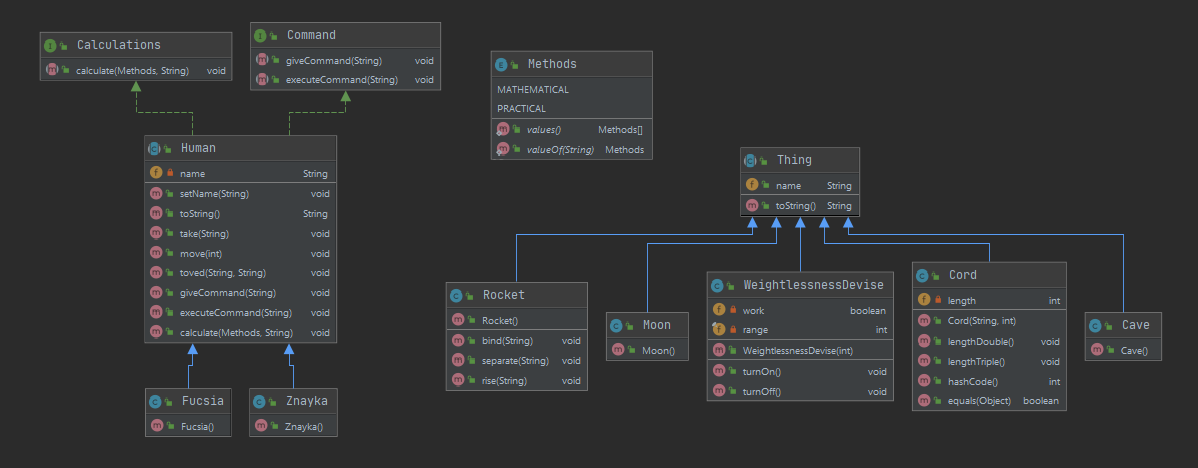 Calculations
calculate(Methods, String) void
Command
giveCommand(String) void
executeCommand(String) void
Methods
MATHEMATICAL
PRACTICAL
values() Methods[]
valueOf(String) Methods
Human
name String
setName(String) void
toString() String
take(String) void
move(int) void
toved(String, String) void
giveCommand(String) void
executeCommand(String) void
calculate(Methods, String) void
Thing
name String
toString() String
Rocket
Rocket()
bind(String) void
separate(String) void
rise(String) void
Moon
Moon()
WeightlessnessDevise
work boolean
range int
WeightlessnessDevise(int)
turnOn() void
turnOff() void
Cord
length int
Cord(String, int)
lengthDouble() void
lengthTriple() void
hashCode() int
equals(Object) boolean
Cave
Cave()
Fucsia
Fucsia()
Znayka
Znayka()